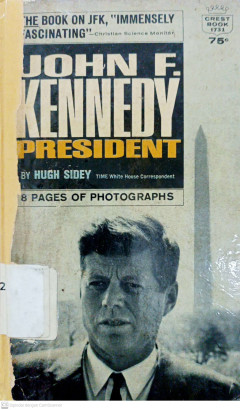 THE BOOK ON JFK, "IMMENSELY
FASCINATING"—Christian Science Monitor
CREST
BOOK
75¢
JOHN F.
KENNEDY
PRESIDENT
BY HUGH SIDEY TIME White House Correspondent
8 PAGES OF PHOTOGRAPHS
2